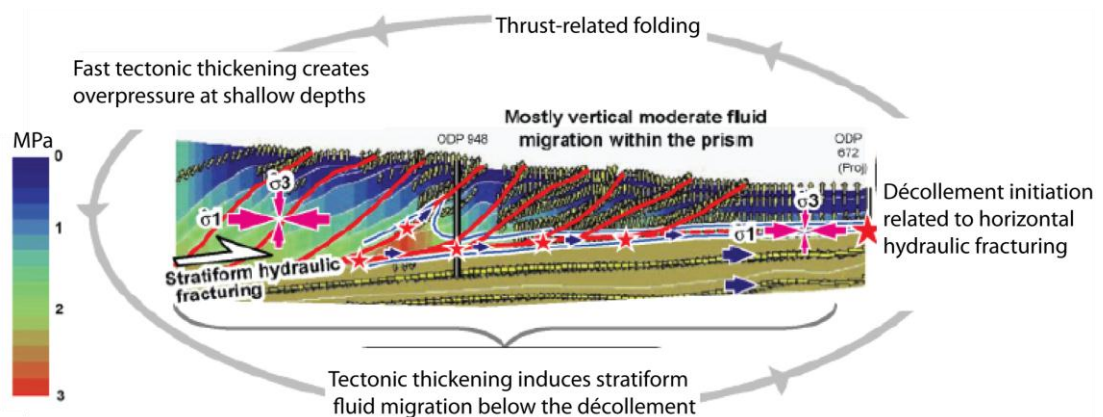 Thrust-related folding
Fast tectonic thickening creates
overpressure at shallow depths
MPa
0
1
2
3
Mostly vertical moderate fluid
migration within the prism
ODP 948
ODP
672
(Proj)
σ3
σ1
σ3
σ1
Stratiform hydraulic
fracturing
Décollement initiation
related to horizontal
hydraulic fracturing
Tectonic thickening induces stratiform
fluid migration below the décollement